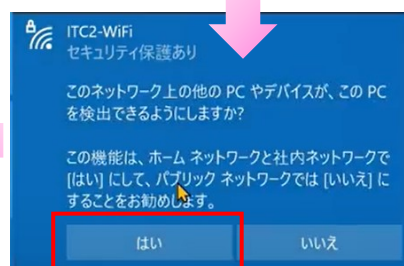 ITC2-WiFi
セキュリティ保護あり
このネットワーク上の他の PC やデバイスが、この PC
を検出できるようにしますか?
この機能は、ホーム ネットワークと社内ネットワークで
[はい] にして、パブリック ネットワークでは [いいえ] に
することをお勧めします。
はい
いいえ